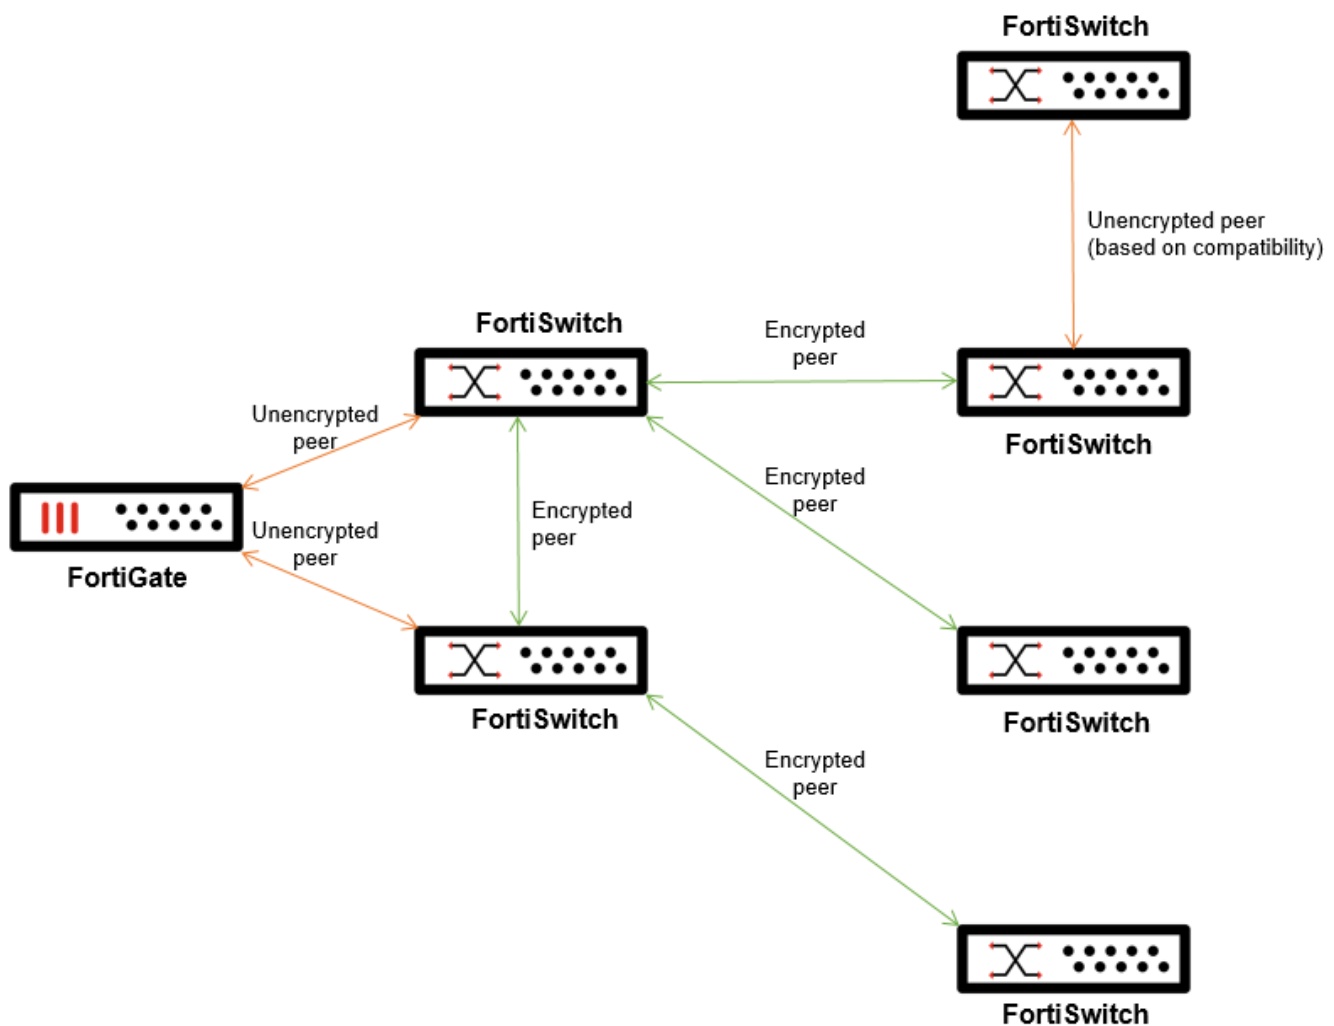 FortiSwitch
Unencrypted peer
(based on compatibility)
FortiSwitch
Encrypted
peer
Unencrypted
peer
FortiSwitch
Encrypted
peer
Encrypted
peer
Unencrypted
peer
FortiGate
FortiSwitch
FortiSwitch
Encrypted
peer
FortiSwitch